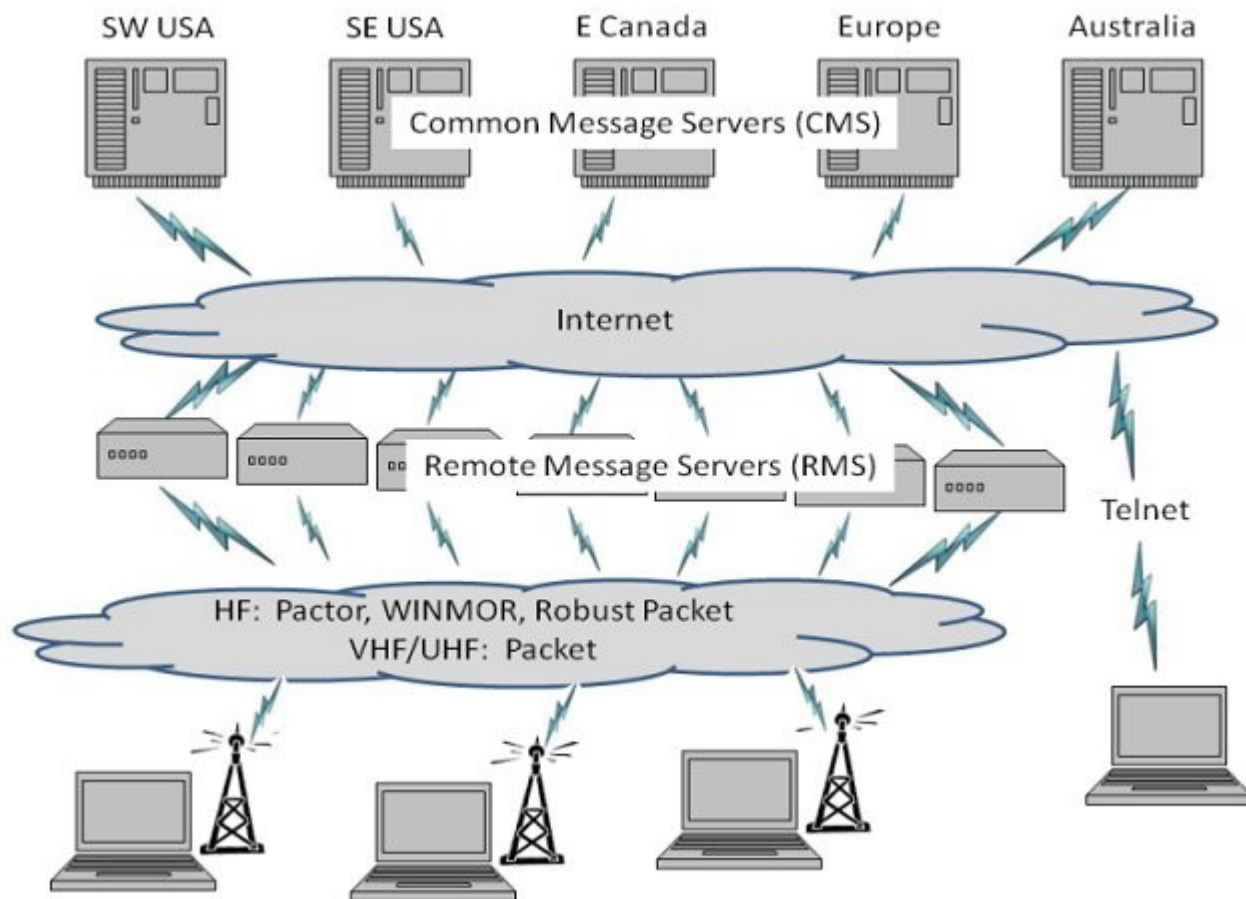 SW USA
SE USA
E Canada
Europe
Australia
Common Message Servers (CMS)
Internet
Remote Message Servers (RMS)
Telnet
HF:  Pactor, WINMOR, Robust Packet
VHF/UHF:  Packet